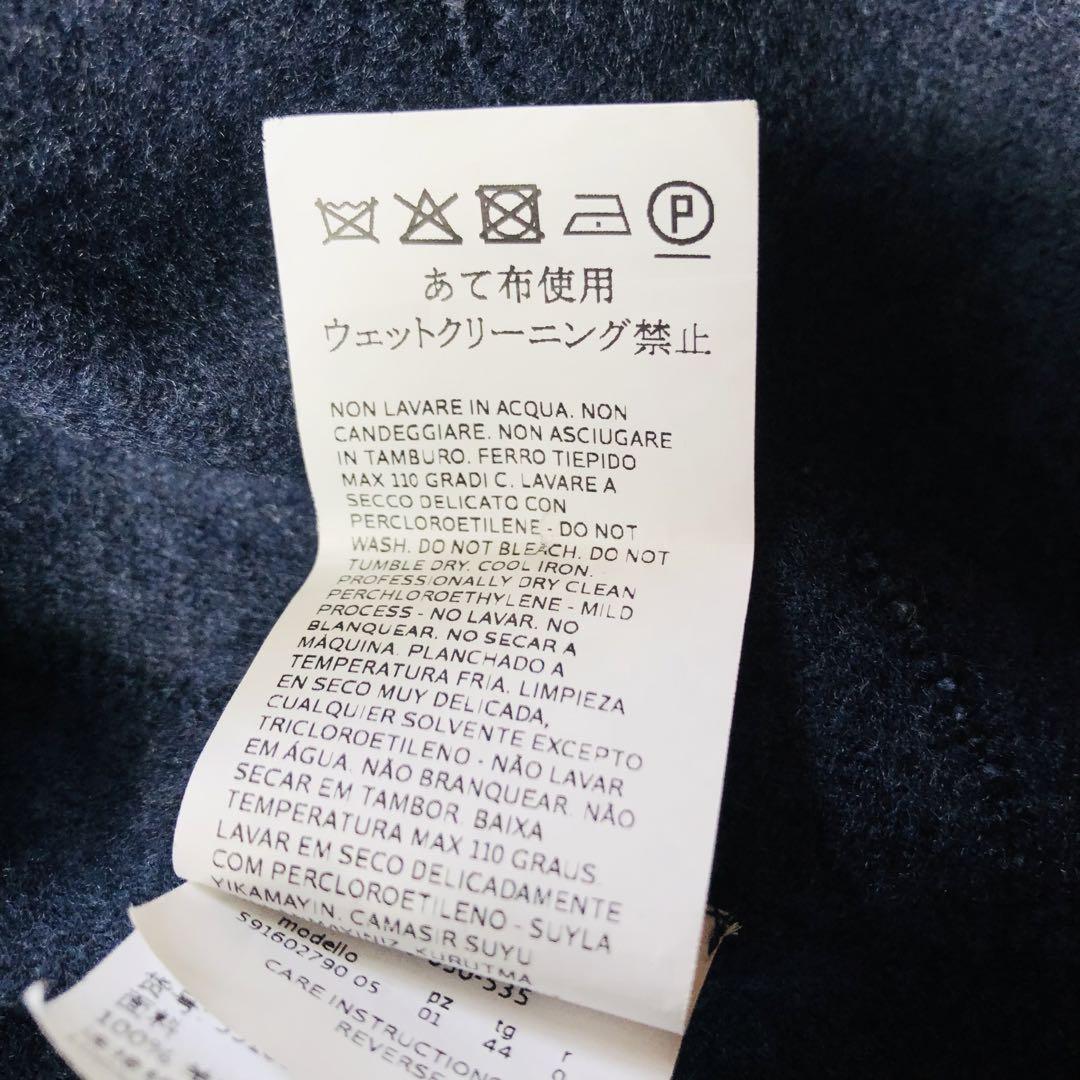 P
あて布使用
ウェットクリーニング禁止
NON LAVARE IN ACQUA. NON
CANDEGGIARE. NON ASCIUGARE
IN TAMBURO. FERRO TIEPIDO
MAX 110 GRADI C. LAVARE A
SECCO DELICATO CON
PERCLOROETILENE - DO NOT
WASH. DO NOT BLEACH. DO NOT
TUMBLE DRY. COOL IRON.
PROFESSIONALLY DRY CLEAN
PERCHLOROETHYLENE - MILD
PROCESS - NO LAVAR. NO
BLANQUEAR. NO SECAR A
MÁQUINA. PLANCHADO A
TEMPERATURA FRIA. LIMPIEZA
EN SECO MUY DELICADA,
CUALQUIER SOLVENTE EXCEPTO
TRICLOROETILENO - NÃO LAVAR
EM ÁGUA. NÃO BRANQUEAR. NÃO
SECAR EM TAMBOR. BAIXA
TEMPERATURA MAX 110 GRAUS.
LAVAR EM SECO DELICADAMENTE
COM PERCLOROETILENO - SUYLA
YIKAMAYIN. CAMASIR SUYU
KURUTMA
modello
591602790 05 pz tg r
01 44
CARE INSTRUCTIONS
REVERSE
100%